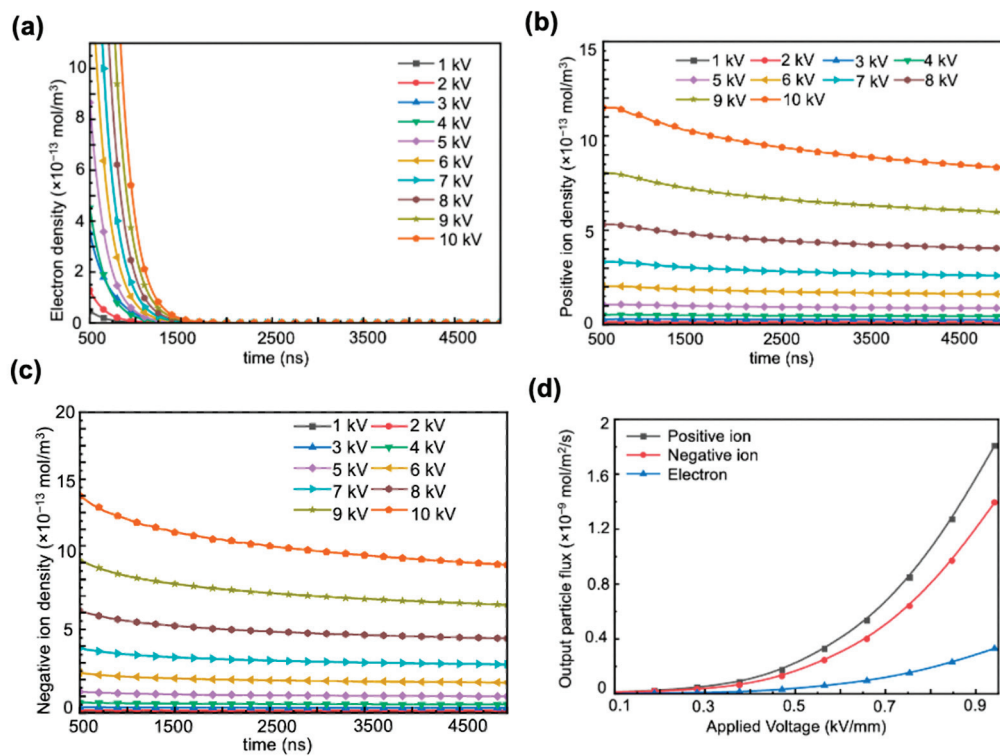 (a)
Electron density (×10⁻¹³ mol/m³)
10
8
6
4
2
0
1 kV
2 kV
3 kV
4 kV
5 kV
6 kV
7 kV
8 kV
9 kV
10 kV
500 1500 2500 3500 4500
time (ns)
(b)
Positive ion density (×10⁻¹³ mol/m³)
15
12
9
6
3
0
1 kV 2 kV 3 kV 4 kV
5 kV 6 kV 7 kV 8 kV
9 kV 10 kV
500 1500 2500 3500 4500
time (ns)
(c)
Negative ion density (×10⁻¹³ mol/m³)
20
15
10
5
0
1 kV 2 kV
3 kV 4 kV
5 kV 6 kV
7 kV 8 kV
9 kV 10 kV
500 1500 2500 3500 4500
time (ns)
(d)
Output particle flux (×10⁻⁹ mol/m²/s)
2
1.6
1.2
0.8
0.4
0
Positive ion
Negative ion
Electron
0.1 0.3 0.5 0.7 0.9
Applied Voltage (kV/mm)